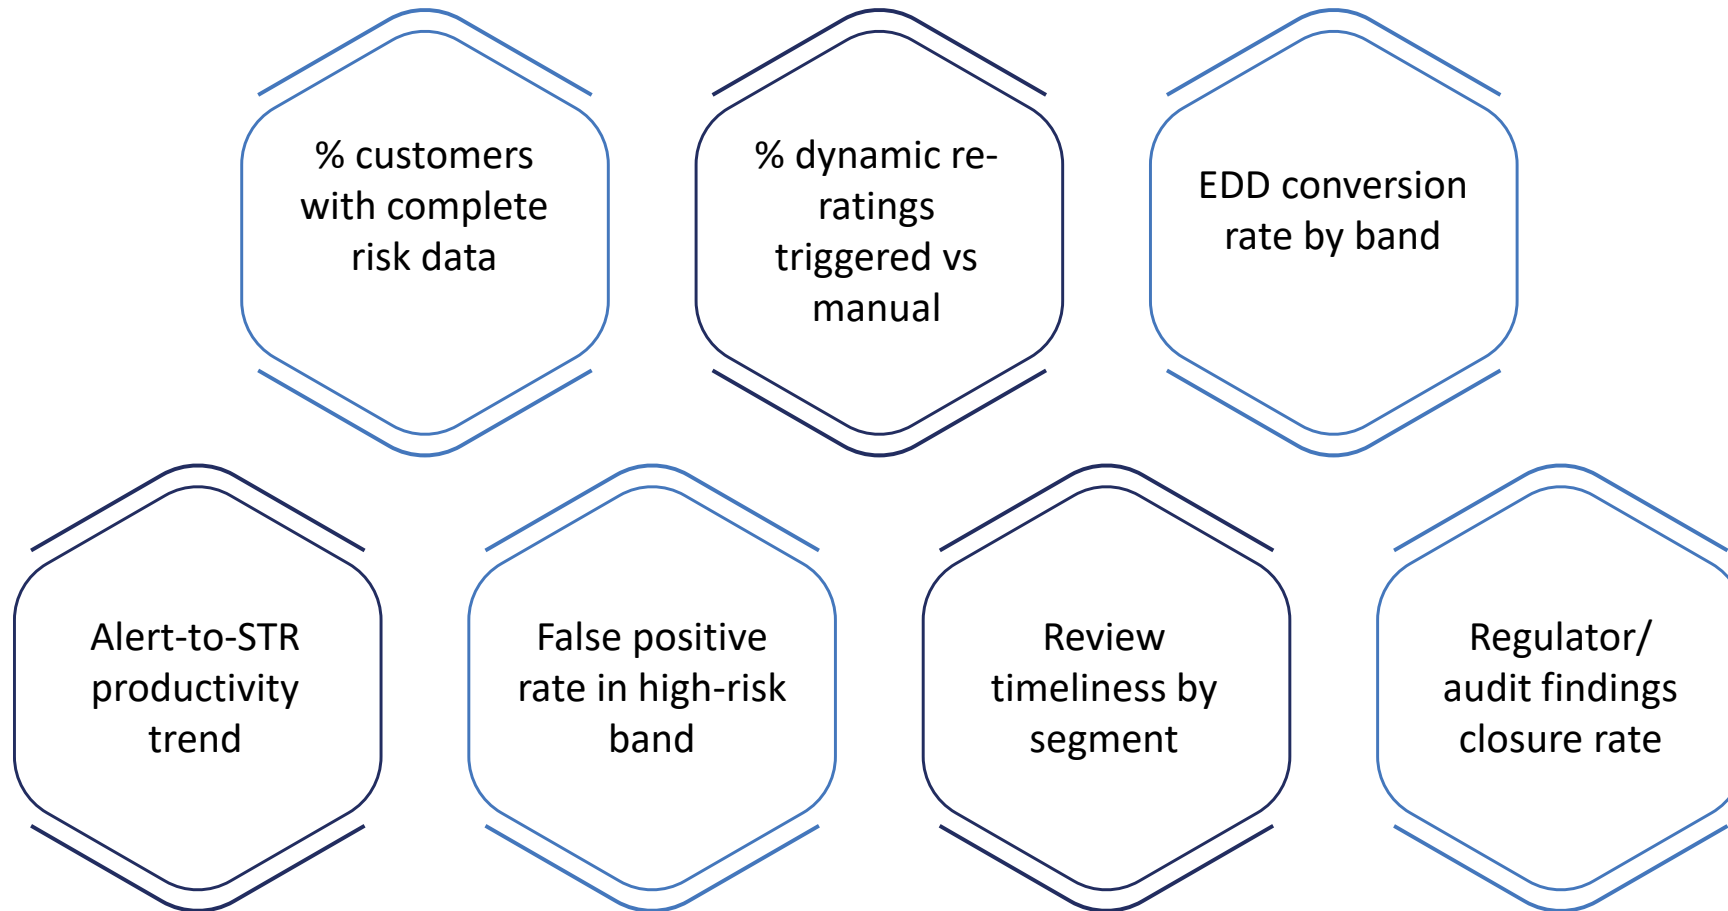 % customers
with complete
risk data
% dynamic re-
ratings
triggered vs
manual
EDD conversion
rate by band
Alert-to-STR
productivity
trend
False positive
rate in high-risk
band
Review
timeliness by
segment
Regulator/
audit findings
closure rate